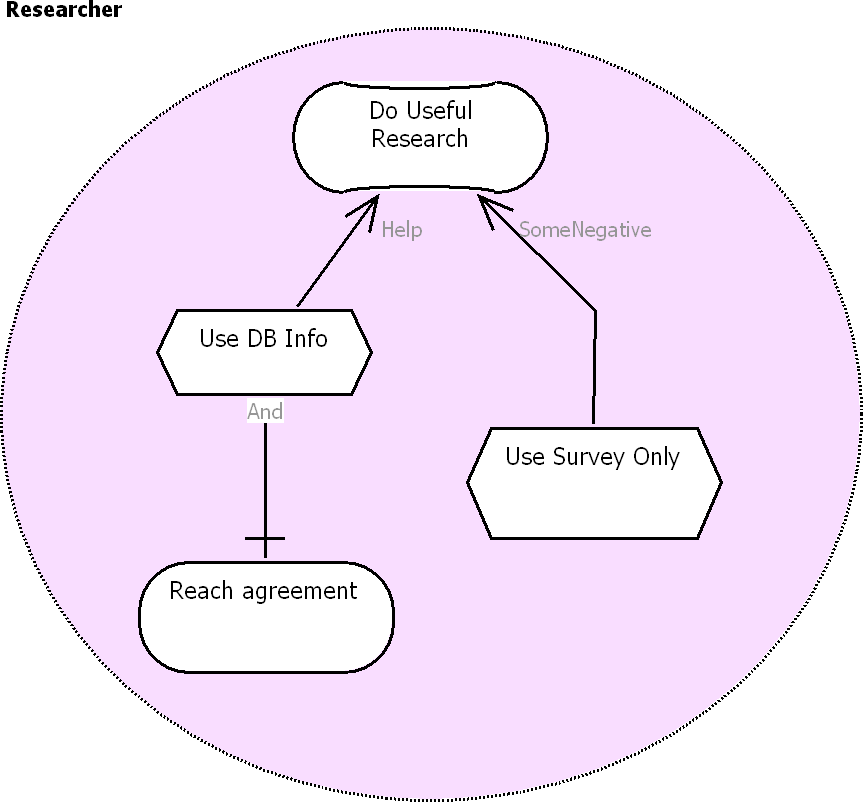 Researcher
Do Useful
Research
Help
SomeNegative
Use DB Info
And
Use Survey Only
Reach agreement